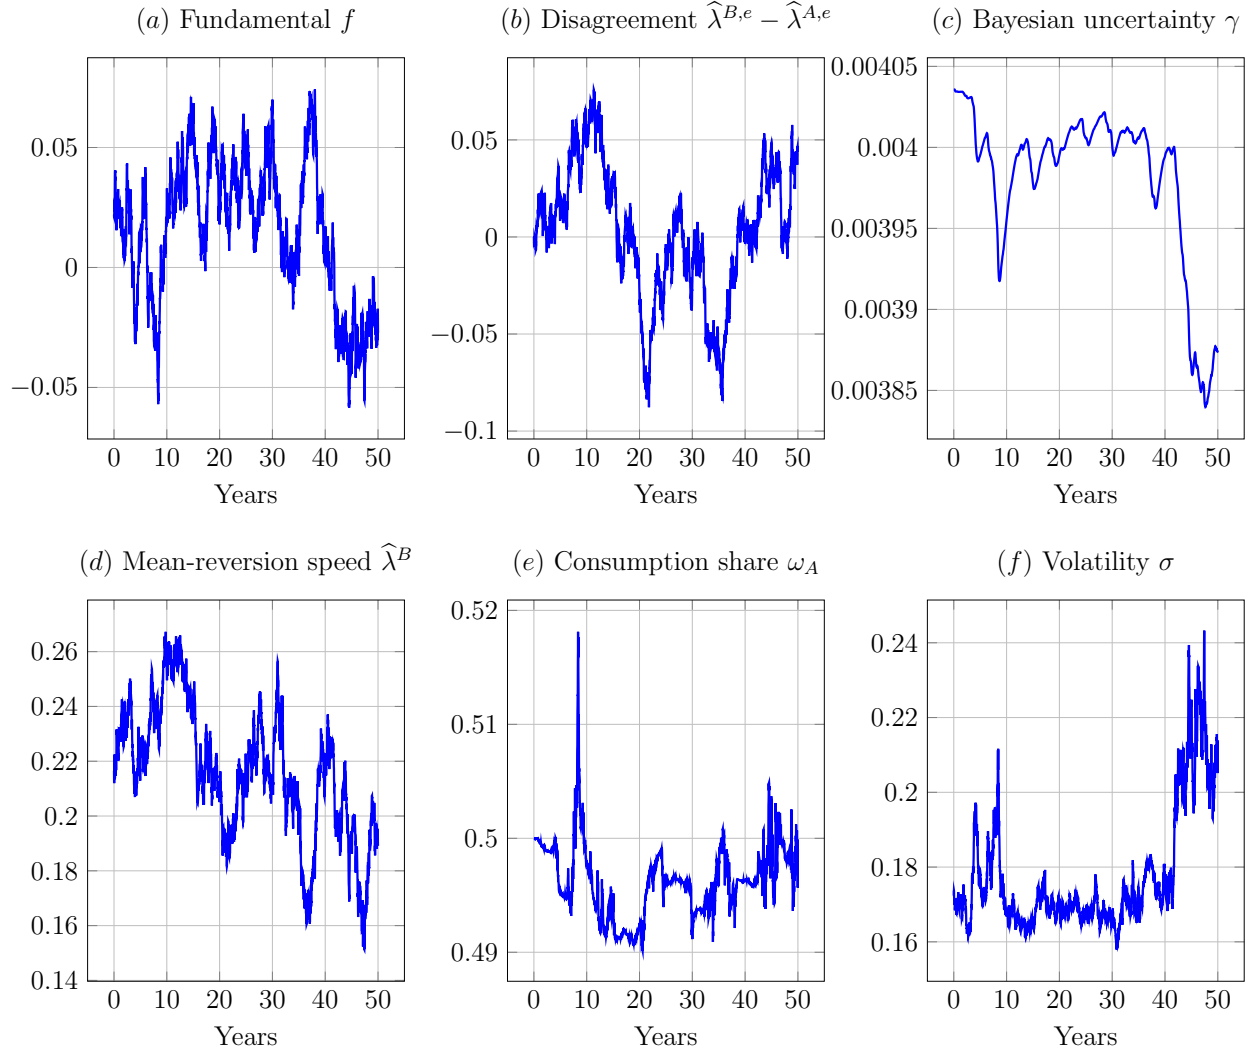 (a) Fundamental f
(b) Disagreement λ̂^{B,e} − λ̂^{A,e}
(c) Bayesian uncertainty γ
0.05
0
−0.05
0 10 20 30 40 50
Years
0.05
0
−0.05
−0.1
0 10 20 30 40 50
Years
0.00405
0.004
0.00395
0.0039
0.00385
0 10 20 30 40 50
Years
(d) Mean-reversion speed λ̂^B
(e) Consumption share ω_A
(f) Volatility σ
0.26
0.24
0.22
0.2
0.18
0.16
0.14
0 10 20 30 40 50
Years
0.52
0.51
0.5
0.49
0 10 20 30 40 50
Years
0.24
0.22
0.2
0.18
0.16
0 10 20 30 40 50
Years